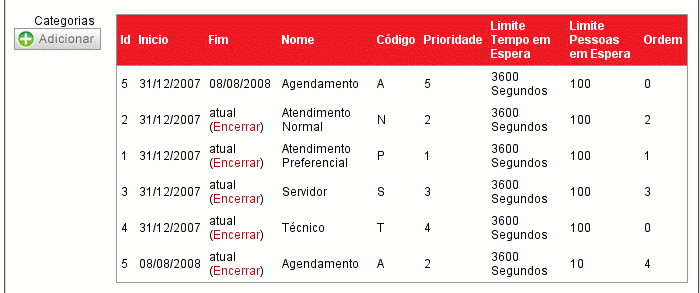 Categorias
Adicionar
Id Inicio Fim Nome Código Prioridade Limite Tempo em Espera Limite Pessoas em Espera Ordem
5 31/12/2007 08/08/2008 Agendamento A 5 3600 Segundos 100 0
2 31/12/2007 atual (Encerrar) Atendimento Normal N 2 3600 Segundos 100 2
1 31/12/2007 atual (Encerrar) Atendimento Preferencial P 1 3600 Segundos 100 1
3 31/12/2007 atual (Encerrar) Servidor S 3 3600 Segundos 100 3
4 31/12/2007 atual (Encerrar) Técnico T 4 3600 Segundos 100 0
5 08/08/2008 atual (Encerrar) Agendamento A 2 3600 Segundos 10 4